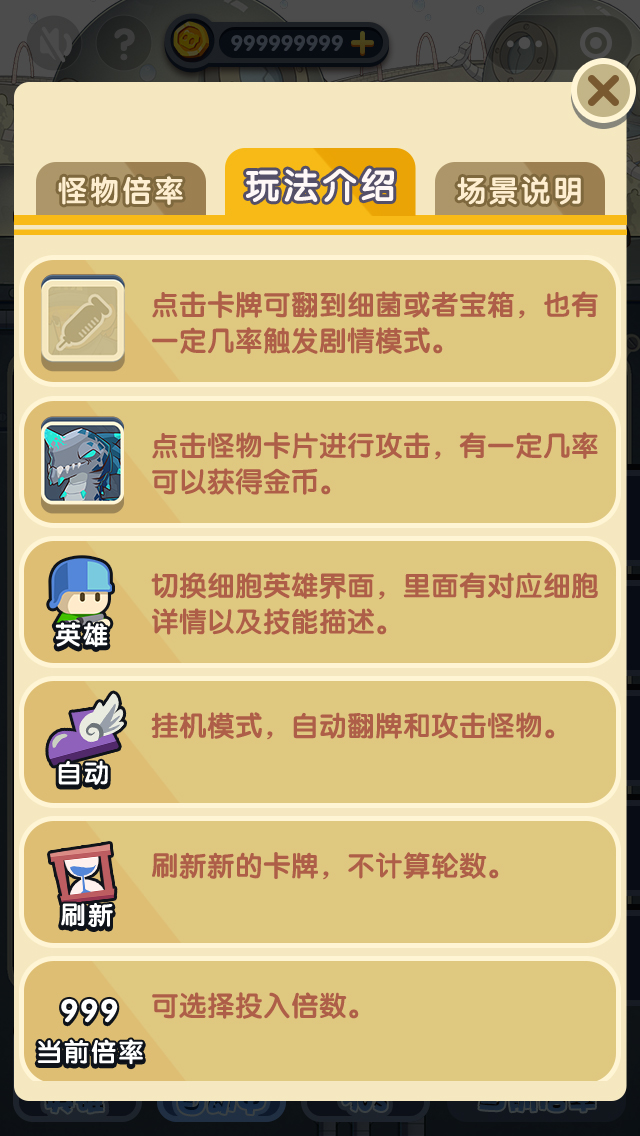 ?
999999999
怪物倍率
玩法介绍
场景说明
点击卡牌可翻到细菌或者宝箱，也有
一定几率触发剧情模式。
点击怪物卡片进行攻击，有一定几率
可以获得金币。
切换细胞英雄界面，里面有对应细胞
详情以及技能描述。
英雄
挂机模式，自动翻牌和攻击怪物。
自动
刷新新的卡牌，不计算轮数。
刷新
999
可选择投入倍数。
当前倍率